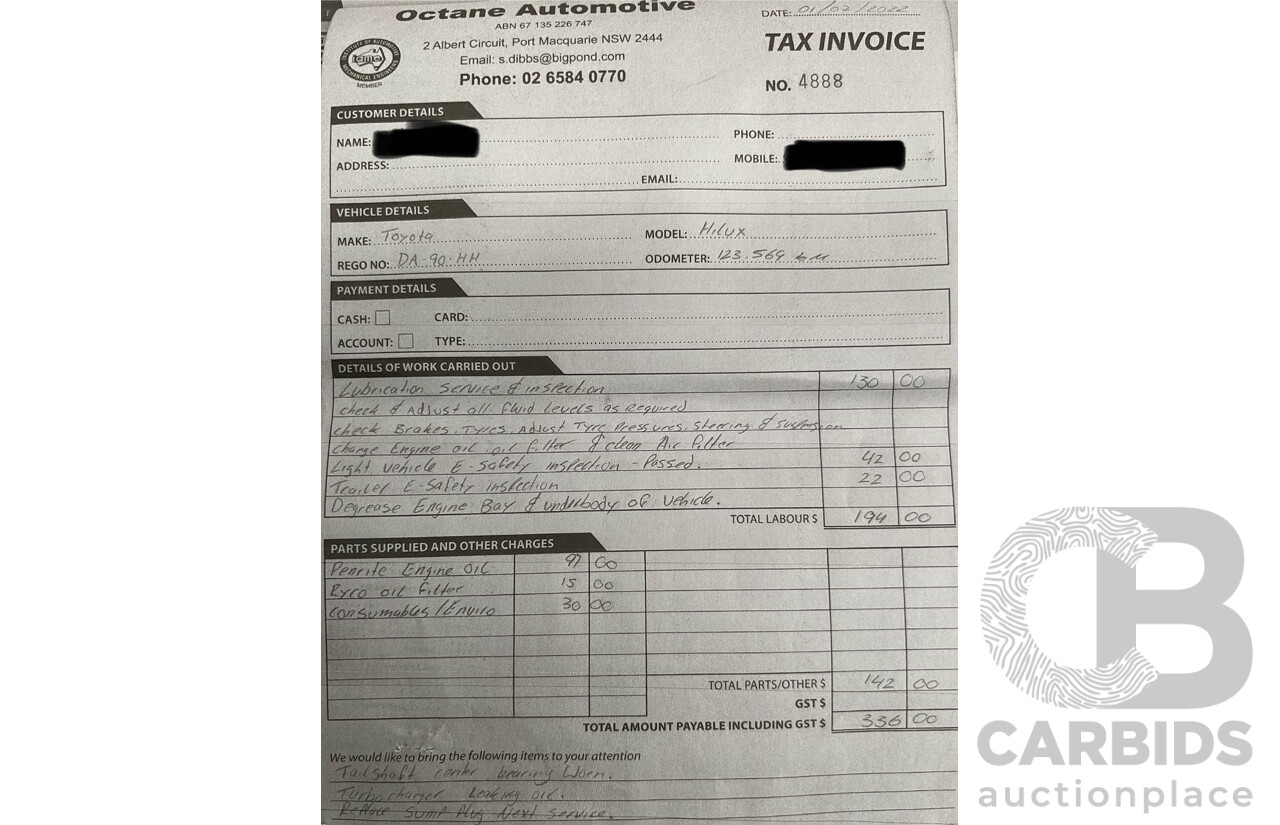 Octane Automotive
ABN 67 135 226 747
2 Albert Circuit, Port Macquarie NSW 2444
Email: s.dibbs@bigpond.com
Phone: 02 6584 0770
INSTITUTE OF AUTOMOTIVE MECHANICAL ENGINEERS
iame
MEMBER
DATE: 01/02/2022
TAX INVOICE
NO. 4888
CUSTOMER DETAILS
NAME:
PHONE:
ADDRESS:
MOBILE:
EMAIL:
VEHICLE DETAILS
MAKE: Toyota
MODEL: Hilux
REGO NO: DA-90-HH
ODOMETER: 123.569 km
PAYMENT DETAILS
CASH:
CARD:
ACCOUNT:
TYPE:
DETAILS OF WORK CARRIED OUT
Lubrication Service & inspection 130 00
check & Adjust all fluid levels as Required
check Brakes, Tyres, Adjust Tyre Pressures, Steering & Suspension
change Engine oil, oil filter & clean Air filter
Light vehicle E-Safety inspection - Passed. 42 00
Trailer E-Safety inspection 22 00
Degrease Engine Bay & underbody of vehicle.
TOTAL LABOUR $ 194 00
PARTS SUPPLIED AND OTHER CHARGES
Penrite Engine OIL 97 00
Ryco oil filter 15 00
Consumables/Enviro 30 00
TOTAL PARTS/OTHER $ 142 00
GST $
TOTAL AMOUNT PAYABLE INCLUDING GST $ 336 00
We would like to bring the following items to your attention
Tailshaft center bearing Worn.
Turbocharger Leaking oil.
Replace Sump Plug Next Service.
CARBIDS
auctionplace